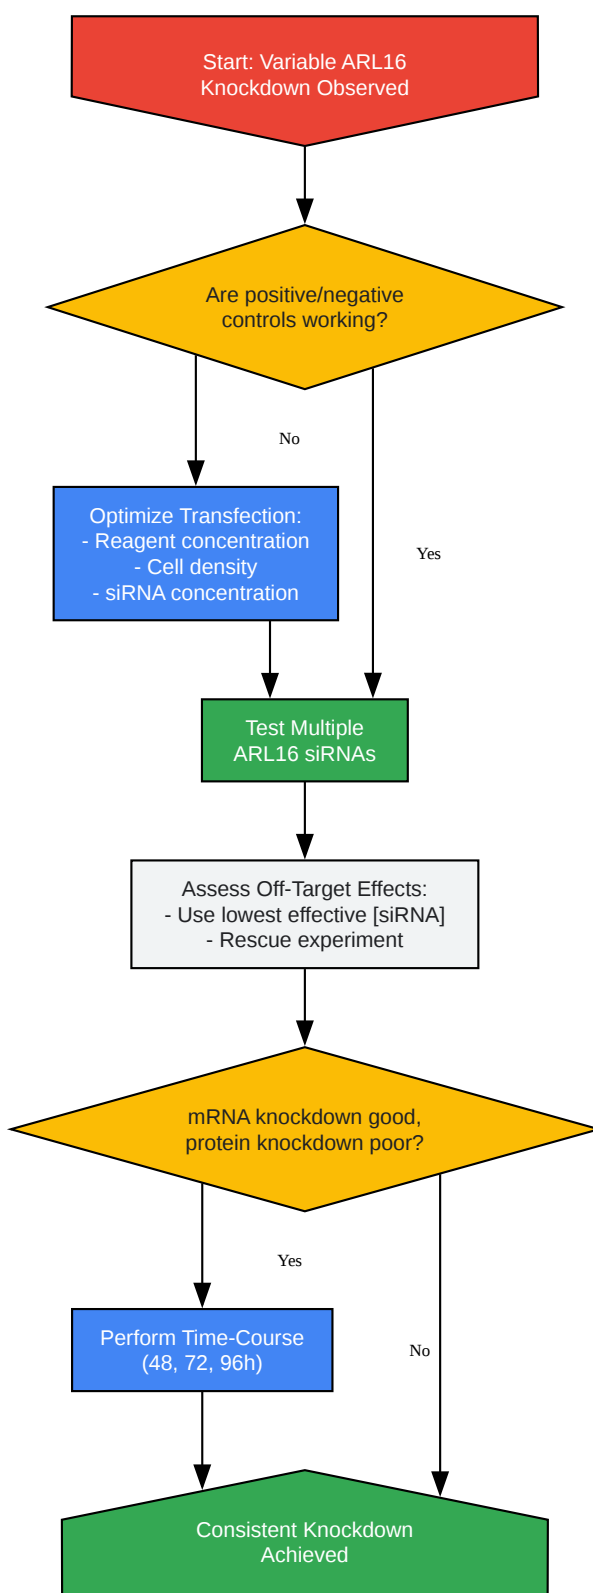 Start: Variable ARL16
Knockdown Observed
Are positive/negative
controls working?
No
Optimize Transfection:
- Reagent concentration
- Cell density
- siRNA concentration
Yes
Test Multiple
ARL16 siRNAs
Assess Off-Target Effects:
- Use lowest effective [siRNA]
- Rescue experiment
mRNA knockdown good,
protein knockdown poor?
Yes
Perform Time-Course
(48, 72, 96h)
No
Consistent Knockdown
Achieved